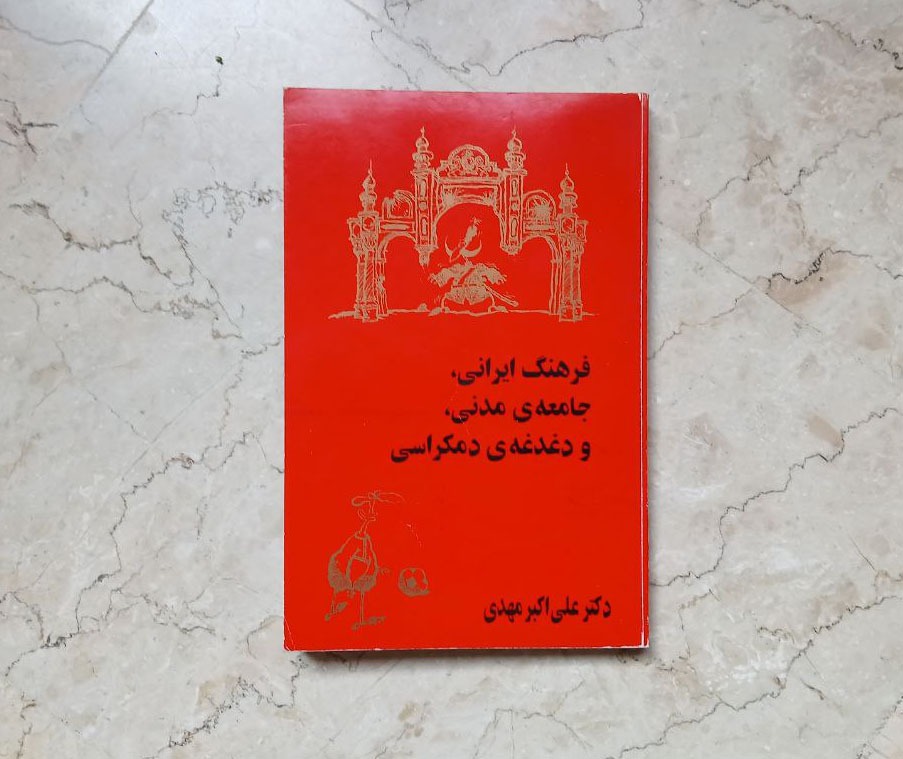 فرهنگ ایرانی،
جامعه‌ی مدنی،
و دغدغه‌ی دمکراسی
دکتر علی‌اکبر مهدی